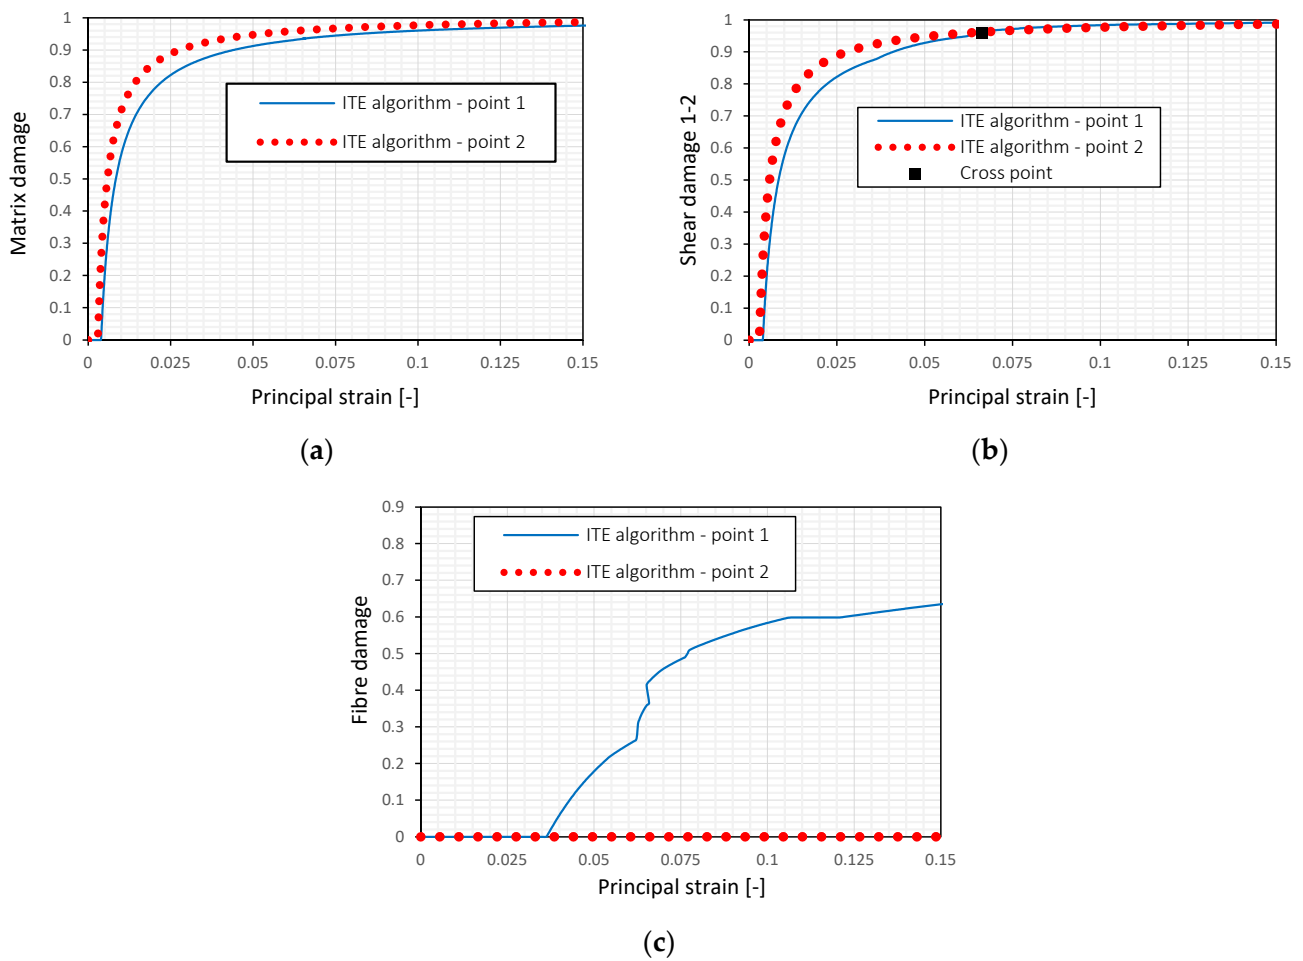 1
0.9
0.8
0.7
0.6
0.5
0.4
0.3
0.2
0.1
0
Matrix damage
ITE algorithm - point 1
ITE algorithm - point 2
0 0.025 0.05 0.075 0.1 0.125 0.15
Principal strain [-]
(a)
1
0.9
0.8
0.7
0.6
0.5
0.4
0.3
0.2
0.1
0
Shear damage 1-2
ITE algorithm - point 1
ITE algorithm - point 2
Cross point
0 0.025 0.05 0.075 0.1 0.125 0.15
Principal strain [-]
(b)
0.9
0.8
0.7
0.6
0.5
0.4
0.3
0.2
0.1
0
Fibre damage
ITE algorithm - point 1
ITE algorithm - point 2
0 0.025 0.05 0.075 0.1 0.125 0.15
Principal strain [-]
(c)